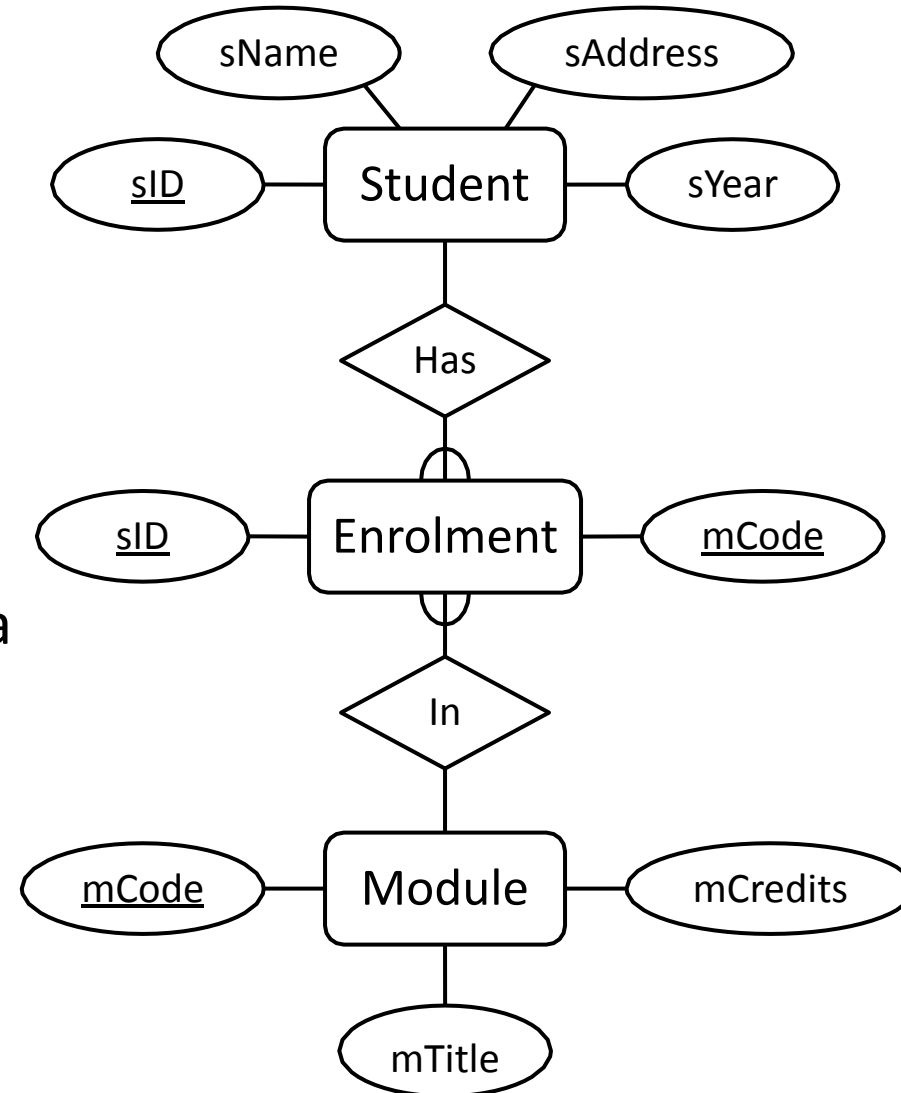 sName
sAddress
sID
Student
sYear
Has
sID
Enrolment
mCode
a
In
mCode
Module
mCredits
mTitle